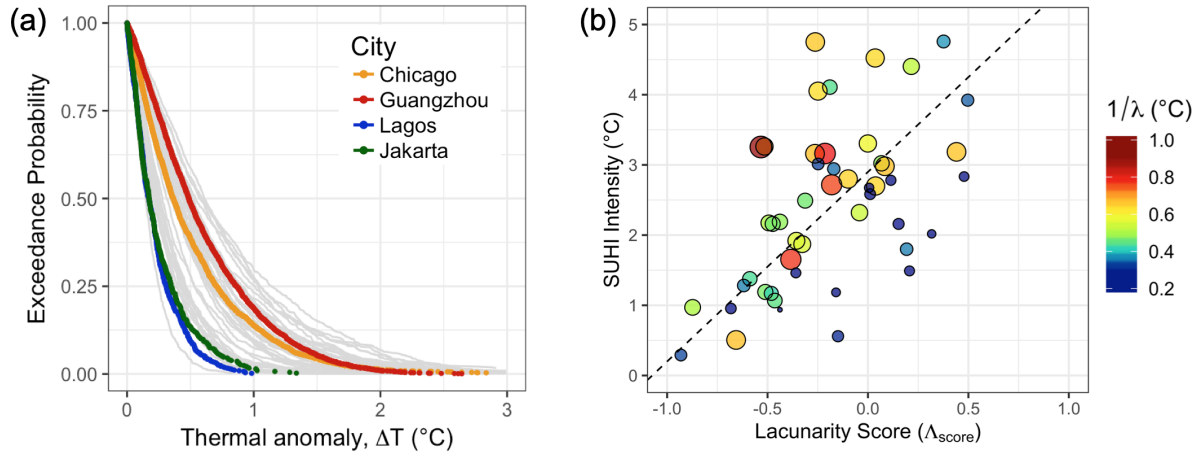 (a)
Exceedance Probability
1.00
0.75
0.50
0.25
0.00
City
Chicago
Guangzhou
Lagos
Jakarta
0
1
2
3
Thermal anomaly, ΔT (°C)
(b)
SUHI Intensity (°C)
5
4
3
2
1
0
-1.0
-0.5
0.0
0.5
1.0
Lacunarity Score (Λscore)
1/λ (°C)
1.0
0.8
0.6
0.4
0.2